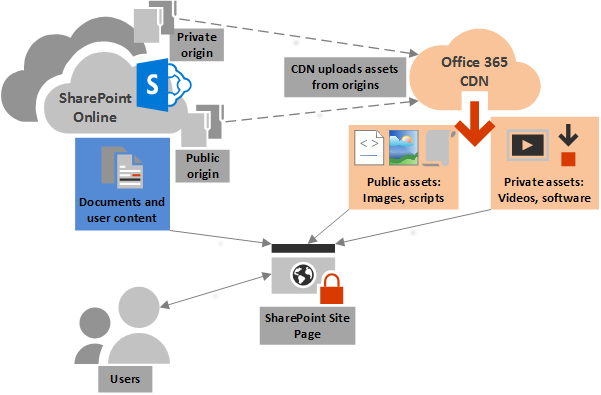 Private
origin
CDN uploads assets
from origins
Office 365
CDN
S
SharePoint
Online
Public
origin
Documents and
user content
< >
Public assets:
Images, scripts
Private assets:
Videos, software
SharePoint Site
Page
Users